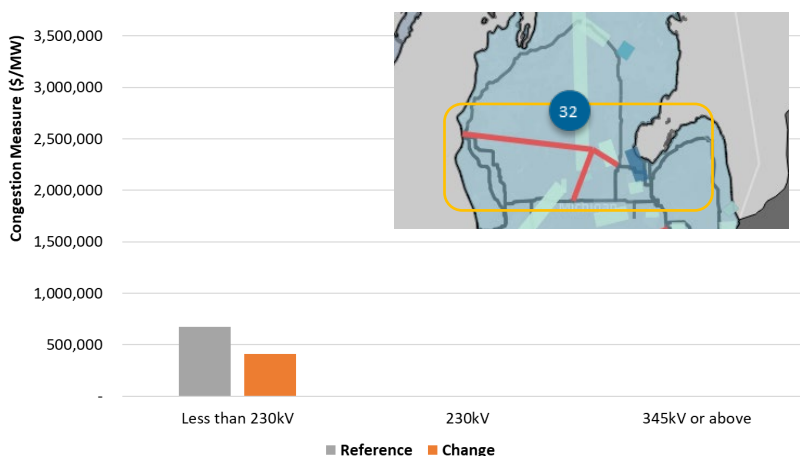 Congestion Measure ($/MW)
3,500,000
3,000,000
2,500,000
2,000,000
1,500,000
1,000,000
500,000
-
32
Less than 230kV
230kV
345kV or above
Reference
Change